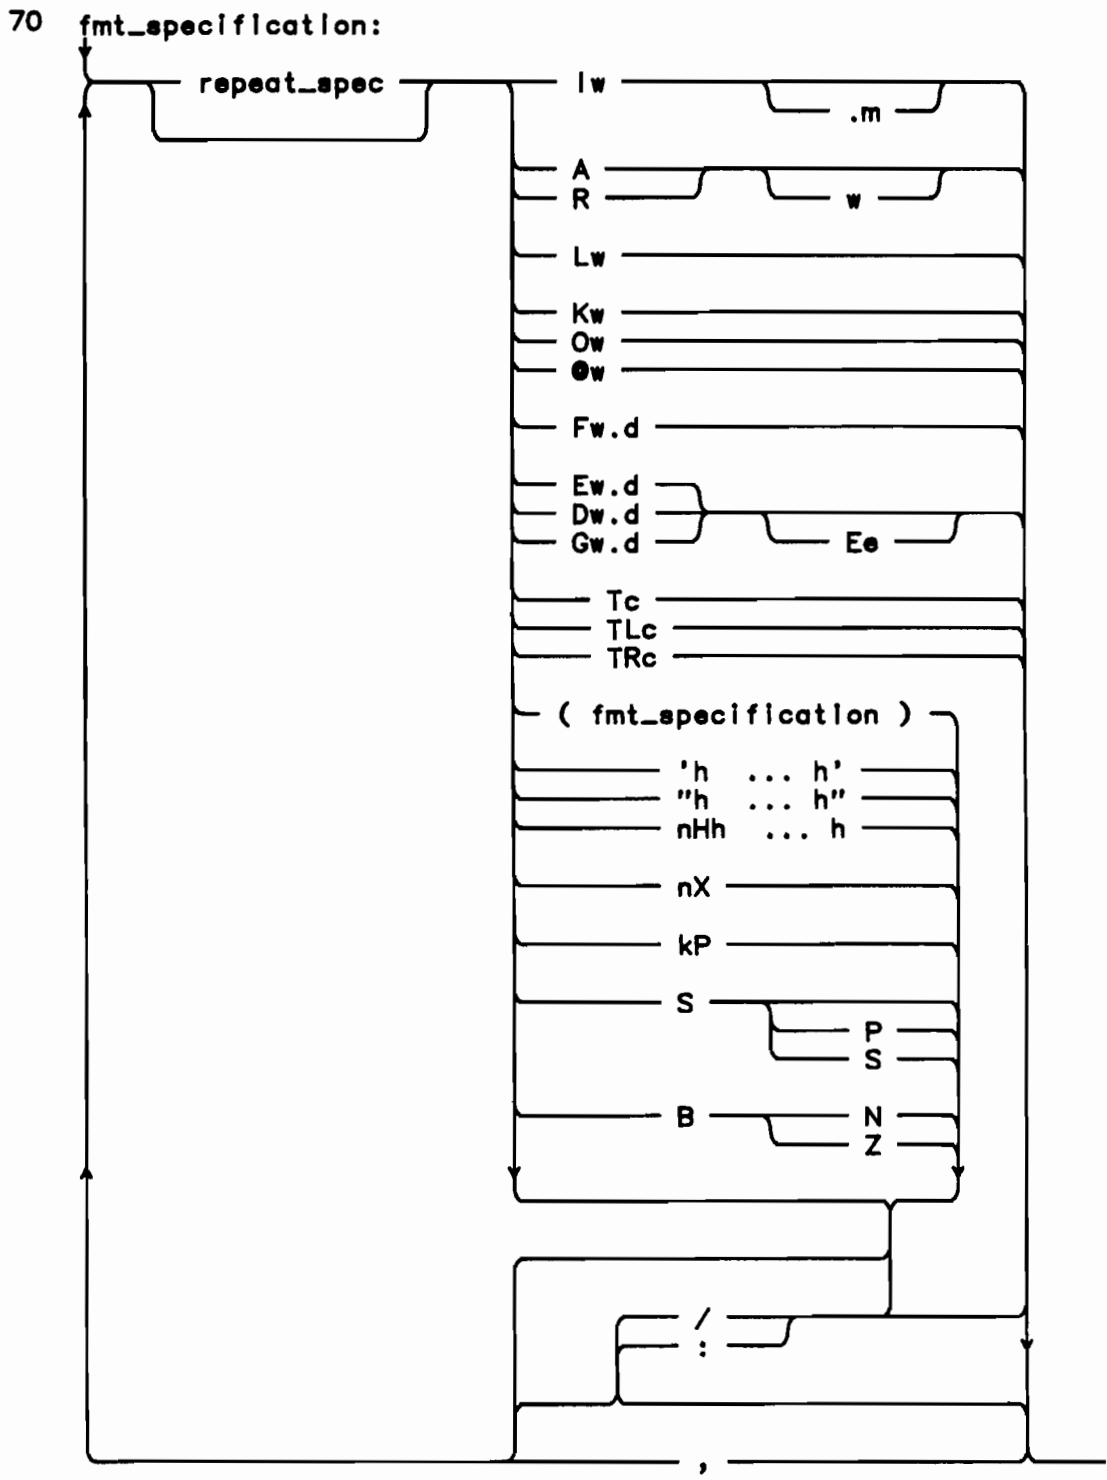 70 fmt_specification:
repeat_spec Iw
.m
A
R w
Lw
Kw
Ow
@w
Fw.d
Ew.d
Dw.d
Gw.d Ee
Tc
TLc
TRc
( fmt_specification )
'h ... h'
"h ... h"
nHh ... h
nX
kP
S
P
S
B N
Z
/
:
,